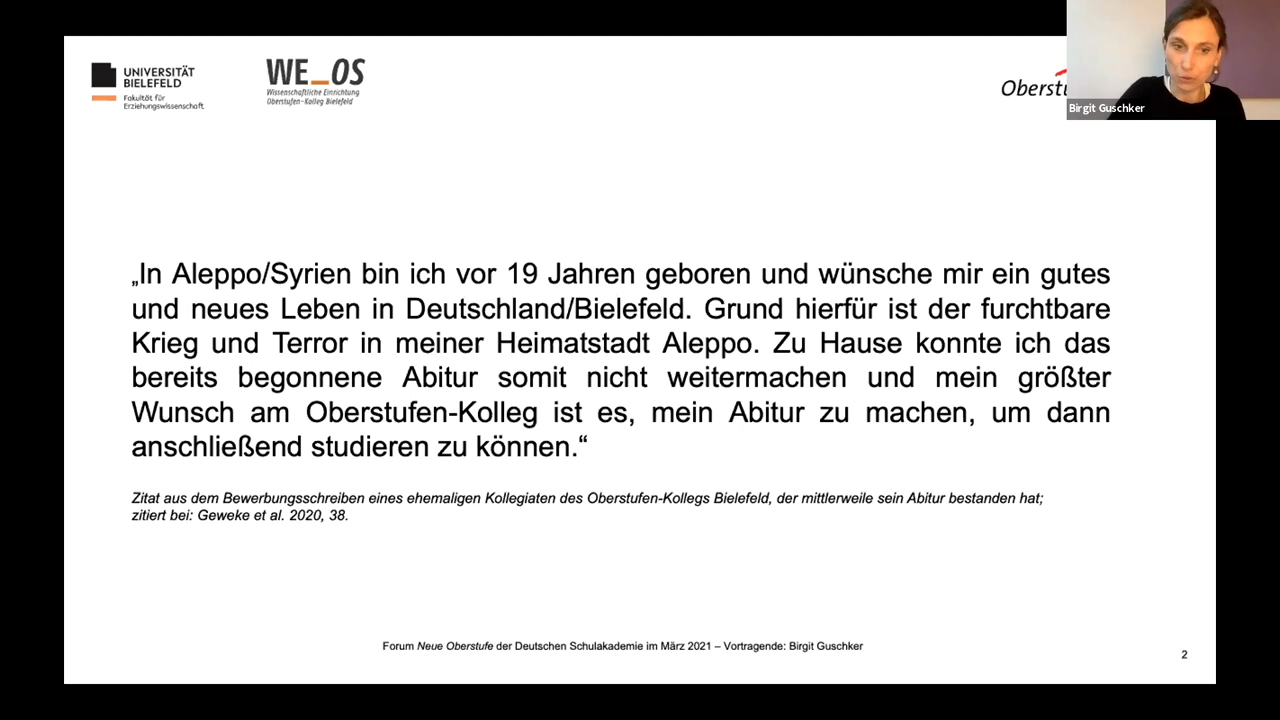 UNIVERSITÄT
BIELEFELD
Fakultät für
Erziehungswissenschaft
WE_OS
Wissenschaftliche Einrichtung
Oberstufen-Kolleg Bielefeld
Birgit Guschker
„In Aleppo/Syrien bin ich vor 19 Jahren geboren und wünsche mir ein gutes
und neues Leben in Deutschland/Bielefeld. Grund hierfür ist der furchtbare
Krieg und Terror in meiner Heimatstadt Aleppo. Zu Hause konnte ich das
bereits begonnene Abitur somit nicht weitermachen und mein größter
Wunsch am Oberstufen-Kolleg ist es, mein Abitur zu machen, um dann
anschließend studieren zu können.“
Zitat aus dem Bewerbungsschreiben eines ehemaligen Kollegiaten des Oberstufen-Kollegs Bielefeld, der mittlerweile sein Abitur bestanden hat;
zitiert bei: Geweke et al. 2020, 38.
Forum Neue Oberstufe der Deutschen Schulakademie im März 2021 – Vortragende: Birgit Guschker
2